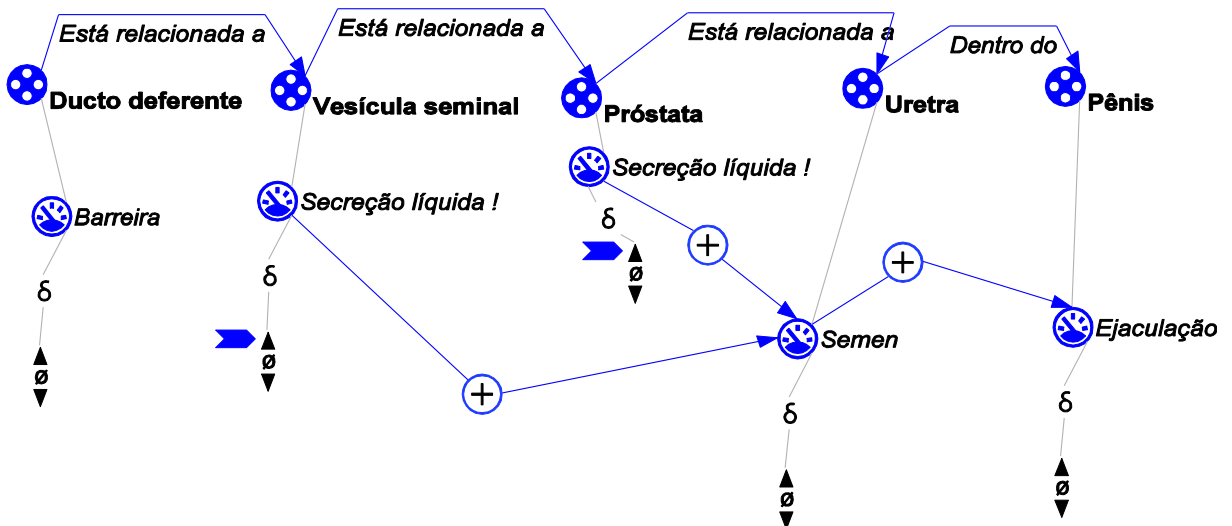 Está relacionada a
Está relacionada a
Está relacionada a
Dentro do
Ducto deferente
Vesícula seminal
Próstata
Uretra
Pênis
Secreção líquida !
Secreção líquida !
Barreira
δ
ø
+
δ
ø
+
δ
ø
+
Semen
Ejaculação
δ
ø
δ
ø